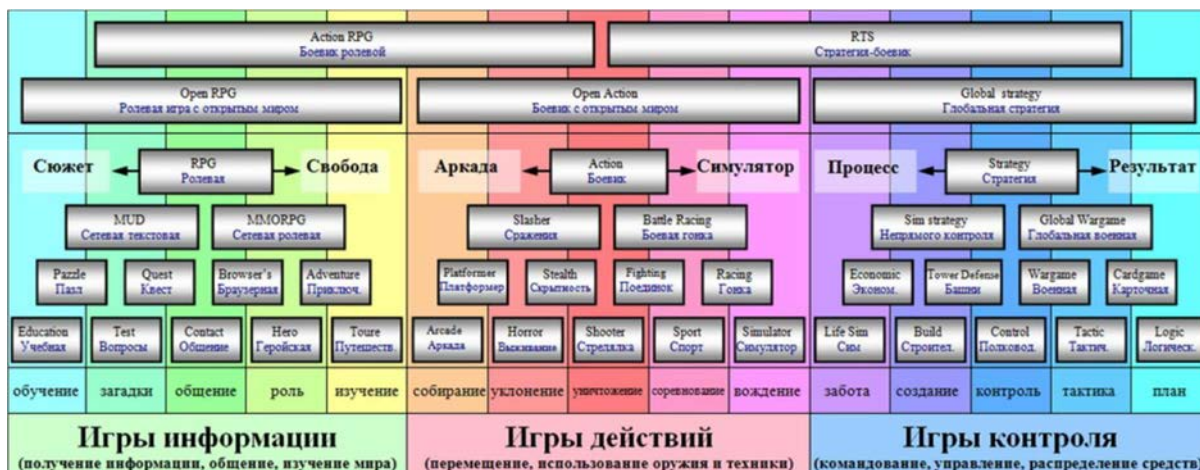 Action RPG
Боевик ролевой
RTS
Стратегия-боевик
Open RPG
Ролевая игра с открытым миром
Open Action
Боевик с открытым миром
Global strategy
Глобальная стратегия
Сюжет
RPG
Ролевая
Свобода
Аркада
Action
Боевик
Симулятор
Процесс
Strategy
Стратегия
Результат
MUD
Сетевая текстовая
MMORPG
Сетевая ролевая
Slasher
Сражения
Battle Racing
Боевая гонка
Sim strategy
Непрямого контроля
Global Wargame
Глобальная военная
Pazzle
Пазл
Quest
Квест
Browser's
Браузерная
Adventure
Приключ.
Platformer
Платформер
Stealth
Скрытность
Fighting
Поединок
Racing
Гонка
Economic
Эконом.
Tower Defense
Башни
Wargame
Военная
Cardgame
Карточная
Education
Учебная
Test
Вопросы
Contact
Общение
Hero
Геройская
Toure
Путешеств.
Arcade
Аркада
Horror
Выживание
Shooter
Стрелялка
Sport
Спорт
Simulator
Симулятор
Life Sim
Сим
Build
Строител.
Control
Полковод.
Tactic
Тактич.
Logic
Логическ.
обучение загадки общение роль изучение собирание уклонение уничтожение соревнование вождение забота создание контроль тактика план
Игры информации
(получение информации, общение, изучение мира)
Игры действий
(перемещение, использование оружия и техники)
Игры контроля
(командование, управление, распределение средств)